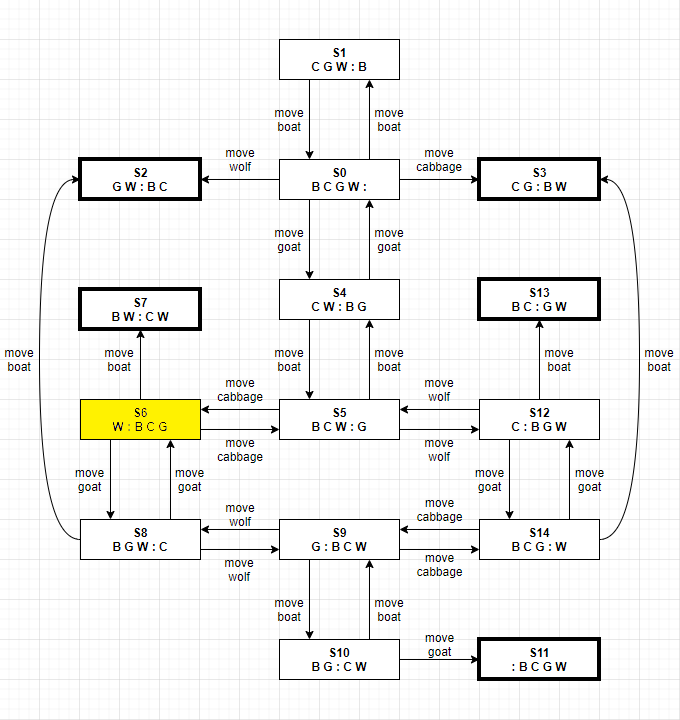 S1
C G W : B
move
boat
move
boat
S2
G W : B C
move
wolf
S0
B C G W :
move
cabbage
S3
C G : B W
move
goat
move
goat
S7
B W : C W
S4
C W : B G
S13
B C : G W
move
boat
move
boat
move
boat
move
boat
move
boat
move
boat
S6
W : B C G
move
cabbage
move
cabbage
S5
B C W : G
move
wolf
move
wolf
S12
C : B G W
move
goat
move
goat
move
goat
move
goat
S8
B G W : C
move
wolf
move
wolf
S9
G : B C W
move
cabbage
move
cabbage
S14
B C G : W
move
boat
move
boat
S10
B G : C W
move
goat
S11
: B C G W